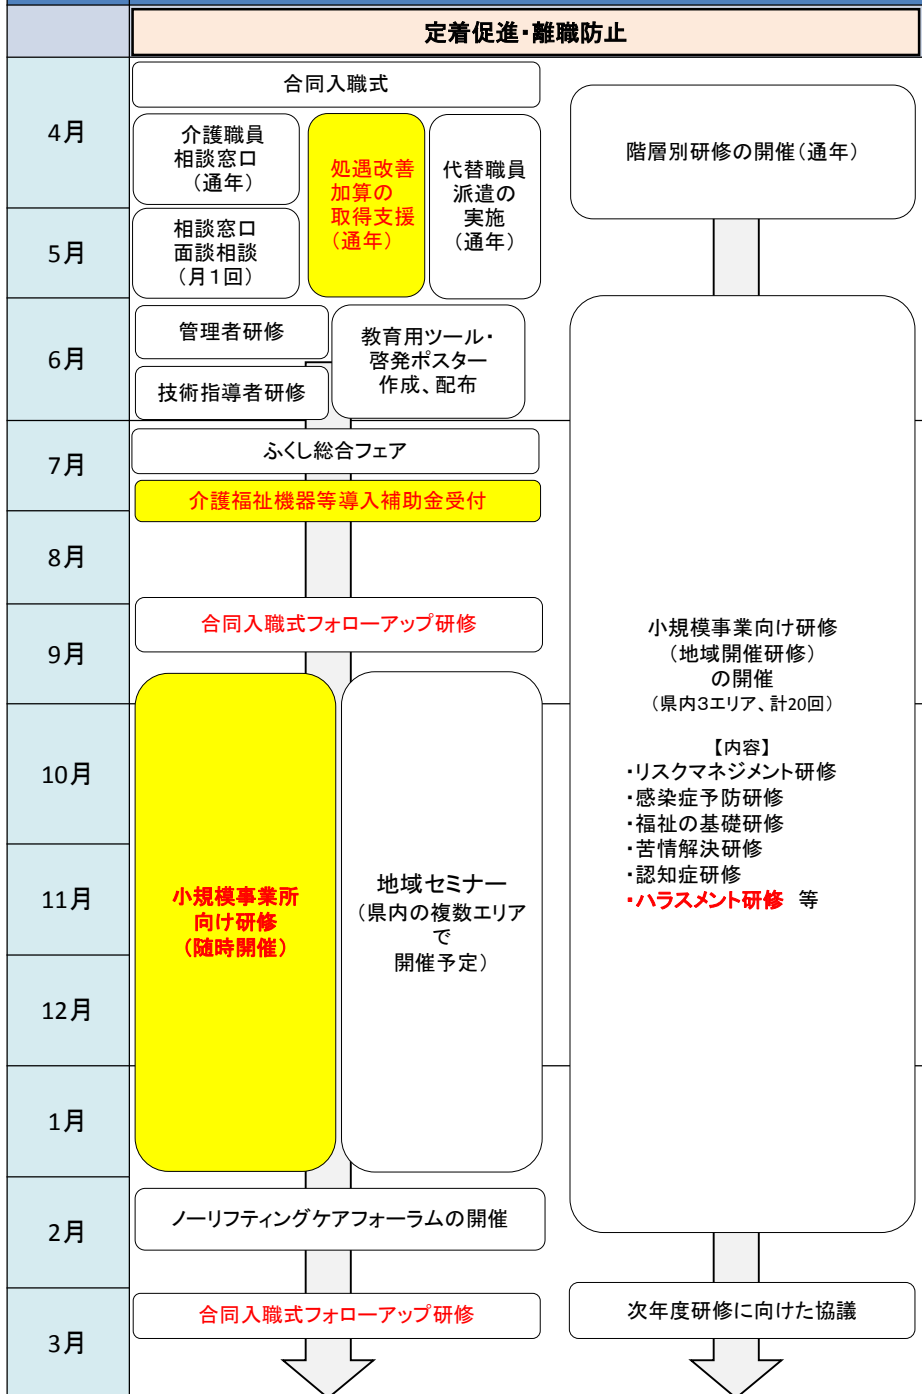 定着促進・離職防止
4月
合同入職式
介護職員
相談窓口
（通年）
処遇改善
加算の
取得支援
（通年）
代替職員
派遣の
実施
（通年）
階層別研修の開催（通年）
5月
相談窓口
面談相談
（月１回）
6月
管理者研修
技術指導者研修
教育用ツール・
啓発ポスター
作成、配布
7月
ふくし総合フェア
介護福祉機器等導入補助金受付
8月
9月
合同入職式フォローアップ研修
小規模事業向け研修
（地域開催研修）
の開催
（県内３エリア、計20回）
【内容】
・リスクマネジメント研修
・感染症予防研修
・福祉の基礎研修
・苦情解決研修
・認知症研修
・ハラスメント研修 等
10月
11月
小規模事業所
向け研修
（随時開催）
地域セミナー
（県内の複数エリア
で
開催予定）
12月
1月
2月
ノーリフティングケアフォーラムの開催
3月
合同入職式フォローアップ研修
次年度研修に向けた協議